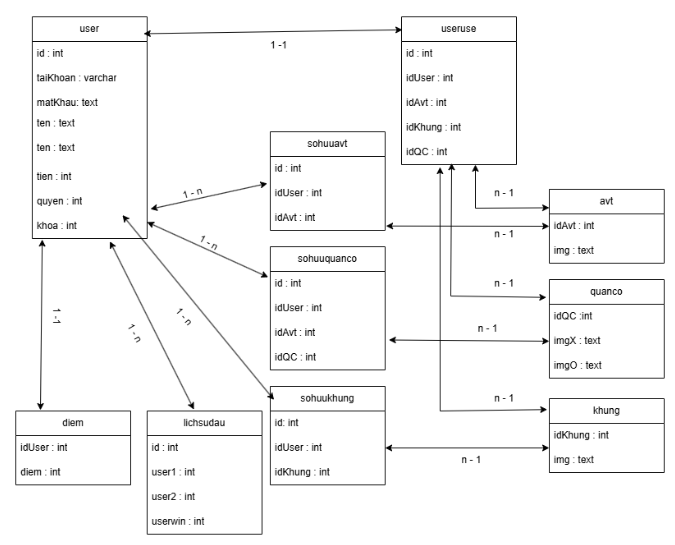 user
id : int
taiKhoan : varchar
matKhau: text
ten : text
ten : text
tien : int
quyen : int
khoa : int
1 -1
useruse
id : int
idUser : int
idAvt : int
idKhung : int
idQC : int
sohuuavt
id : int
idUser : int
idAvt : int
1 - n
n - 1
n - 1
avt
idAvt : int
img : text
1 - n
sohuuquanco
id : int
idUser : int
idAvt : int
idQC : int
n - 1
n - 1
quanco
idQC :int
imgX : text
imgO : text
1 - 1
1 - n
1 - n
sohuukhung
id: int
idUser : int
idKhung : int
n - 1
n - 1
khung
idKhung : int
img : text
diem
idUser : int
diem : int
lichsudau
id : int
user1 : int
user2 : int
userwin : int